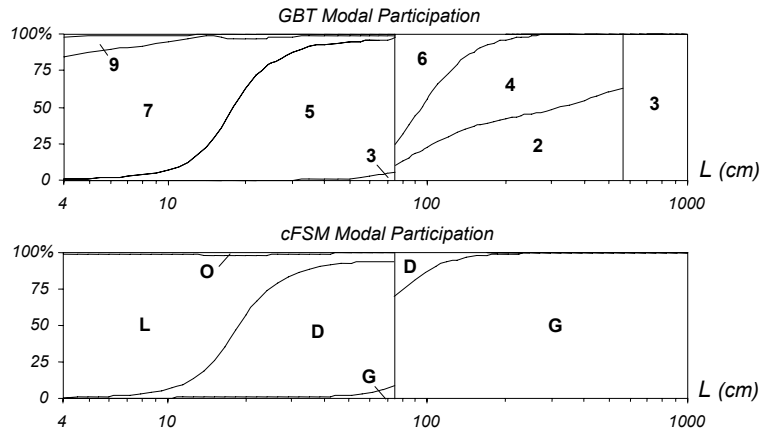 GBT Modal Participation
100%
75
50
25
0
9
7
5
3
6
4
2
3
4
10
100
1000
L (cm)
cFSM Modal Participation
100%
75
50
25
0
O
L
D
G
D
G
4
10
100
1000
L (cm)